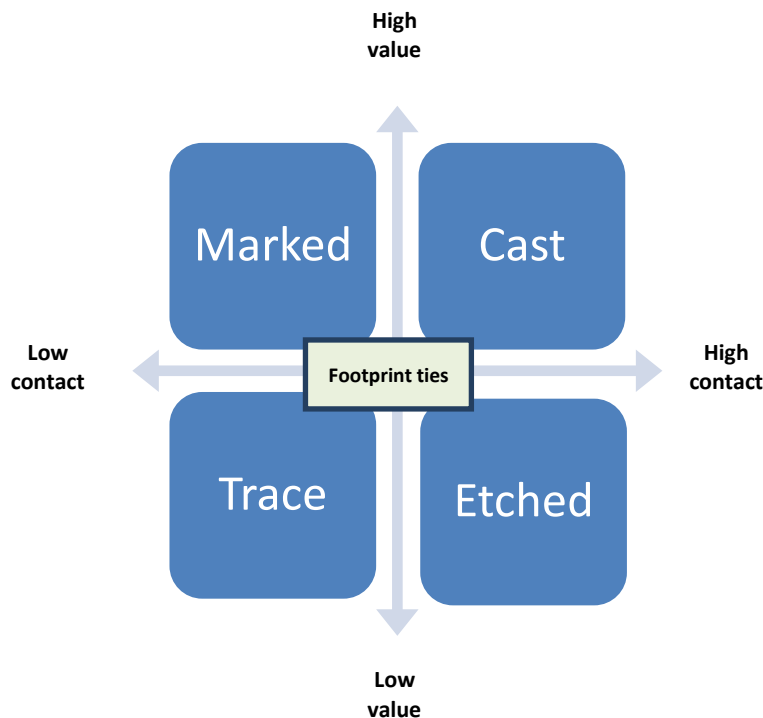 High
value
Marked
Cast
Low
contact
Footprint ties
High
contact
Trace
Etched
Low
value